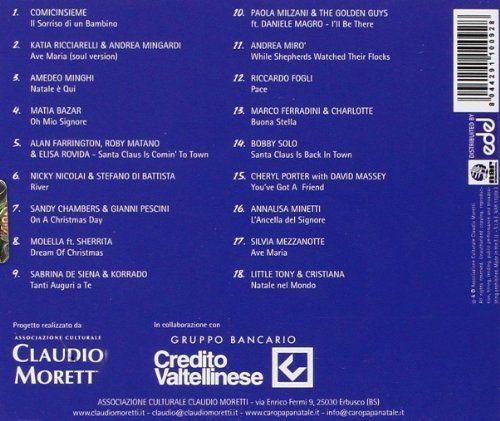 1. COMICINSIEME
Il Sorriso di un Bambino
2. KATIA RICCIARELLI & ANDREA MINGARDI
Ave Maria (soul version)
3. AMEDEO MINGHI
Natale è Qui
4. MATIA BAZAR
Oh Mio Signore
5. ALAN FARRINGTON, ROBY MATANO
& ELISA ROVIDA - Santa Claus Is Comin' To Town
6. NICKY NICOLAI & STEFANO DI BATTISTA
River
7. SANDY CHAMBERS & GIANNI PESCINI
On A Christmas Day
8. MOLELLA ft. SHERRITA
Dream Of Christmas
9. SABRINA DE SIENA & KORRADO
Tanti Auguri a Te
10. PAOLA MILZANI & THE GOLDEN GUYS
ft. DANIELE MAGRO - I'll Be There
11. ANDREA MIRO'
While Shepherds Watched Their Flocks
12. RICCARDO FOGLI
Pace
13. MARCO FERRADINI & CHARLOTTE
Buona Stella
14. BOBBY SOLO
Santa Claus Is Back In Town
15. CHERYL PORTER with DAVID MASSEY
You've Got A Friend
16. ANNALISA MINETTI
L'Ancella del Signore
17. SILVIA MEZZANOTTE
Ave Maria
18. LITTLE TONY & CRISTIANA
Natale nel Mondo
8044291100928
DISTRIBUTED BY
edel
Progetto realizzato da
ASSOCIAZIONE CULTURALE
CLAUDIO
MORETT
In collaborazione con
GRUPPO BANCARIO
Credito
Valtellinese
ASSOCIAZIONE CULTURALE CLAUDIO MORETTI - via Enrico Fermi 9, 25030 Erbusco (BS)
www.claudiomoretti.it - claudio@claudiomoretti.it - www.caropapanatale.it - info@caropapanatale.it